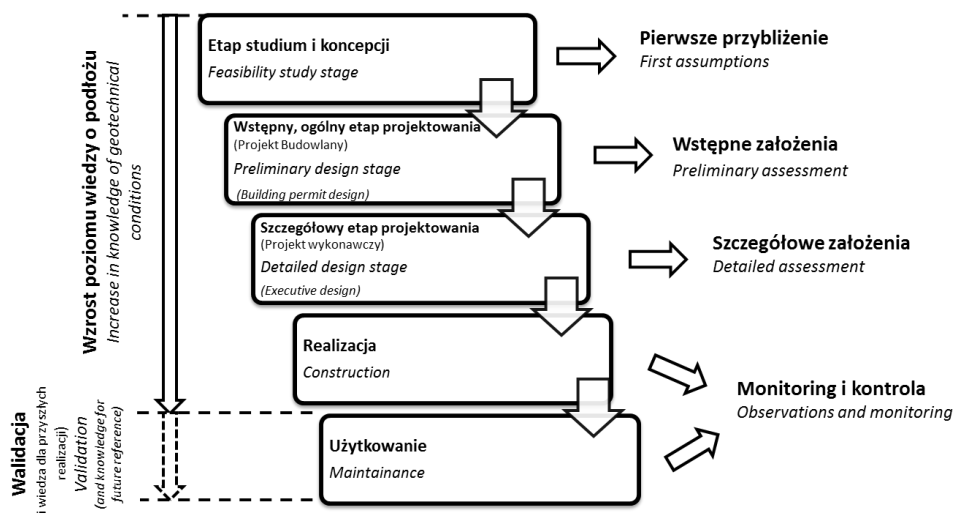 Etap studium i koncepcji
Feasibility study stage
Pierwsze przybliżenie
First assumptions
Wstępny, ogólny etap projektowania
(Projekt Budowlany)
Preliminary design stage
(Building permit design)
Wstępne założenia
Preliminary assessment
Szczegółowy etap projektowania
(Projekt wykonawczy)
Detailed design stage
(Executive design)
Szczegółowe założenia
Detailed assessment
Realizacja
Construction
Monitoring i kontrola
Observations and monitoring
Użytkowanie
Maintainance
Wzrost poziomu wiedzy o podłożu
Increase in knowledge of geotechnical
conditions
Walidacja
i wiedza dla przyszłych
realizacji)
Validation
(and knowledge for
future reference)